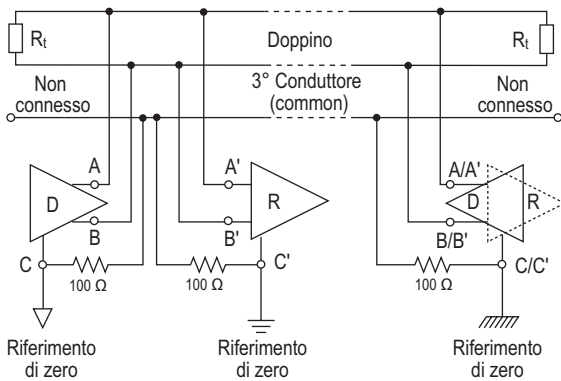 Rₜ
Doppino
Rₜ
Non
connesso
3° Conduttore
(common)
Non
connesso
A
A'
A/A'
D
R
D
R
B
B'
B/B'
C
100 Ω
100 Ω
C'
100 Ω
C/C'
Riferimento
di zero
Riferimento
di zero
Riferimento
di zero